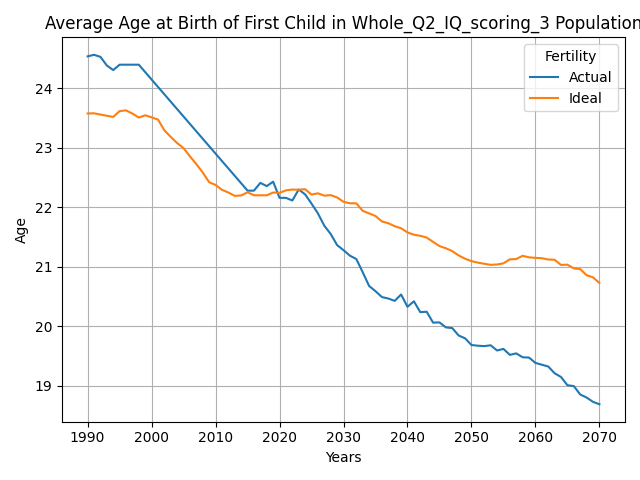 Average Age at Birth of First Child in Whole_Q2_IQ_scoring_3 Population
Fertility
Actual
Ideal
24
23
22
21
20
19
Age
1990 2000 2010 2020 2030 2040 2050 2060 2070
Years